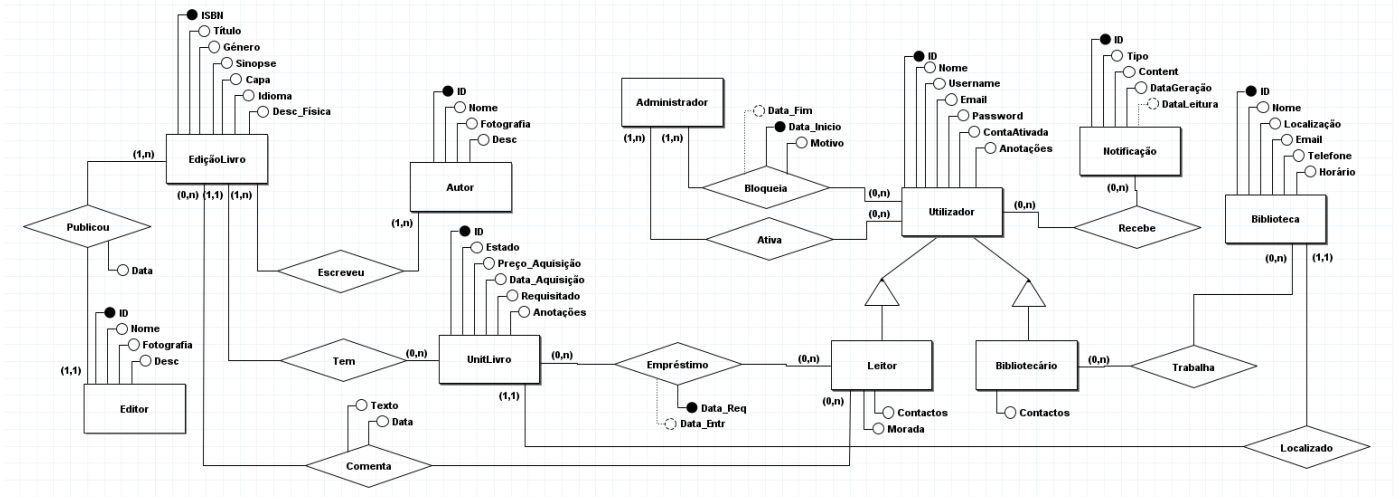 ISBN
Título
Género
Sinopse
Capa
Idioma
Desc_Física
EdiçãoLivro
(1,n)
(0,n)
(1,1)
(1,n)
Publicou
Data
ID
Nome
Fotografia
Desc
(1,1)
Editor
ID
Nome
Fotografia
Desc
Autor
(1,n)
Escreveu
ID
Estado
Preço_Aquisição
Data_Aquisição
Requisitado
Anotações
UnitLivro
Tem
(0,n)
(0,n)
(1,1)
Texto
Data
Comenta
Administrador
(1,n)
(1,n)
Data_Fim
Data_Inicio
Motivo
Bloqueia
(0,n)
Ativa
(0,n)
ID
Nome
Username
Email
Password
ContaAtivada
Anotações
Utilizador
(0,n)
Recebe
ID
Tipo
Content
DataGeração
DataLeitura
Notificação
(0,n)
ID
Nome
Localização
Email
Telefone
Horário
Biblioteca
(0,n)
(1,1)
Empréstimo
Data_Req
Data_Entr
(0,n)
Leitor
(0,n)
Contactos
Morada
Bibliotecário
(0,n)
Contactos
Trabalha
Localizado